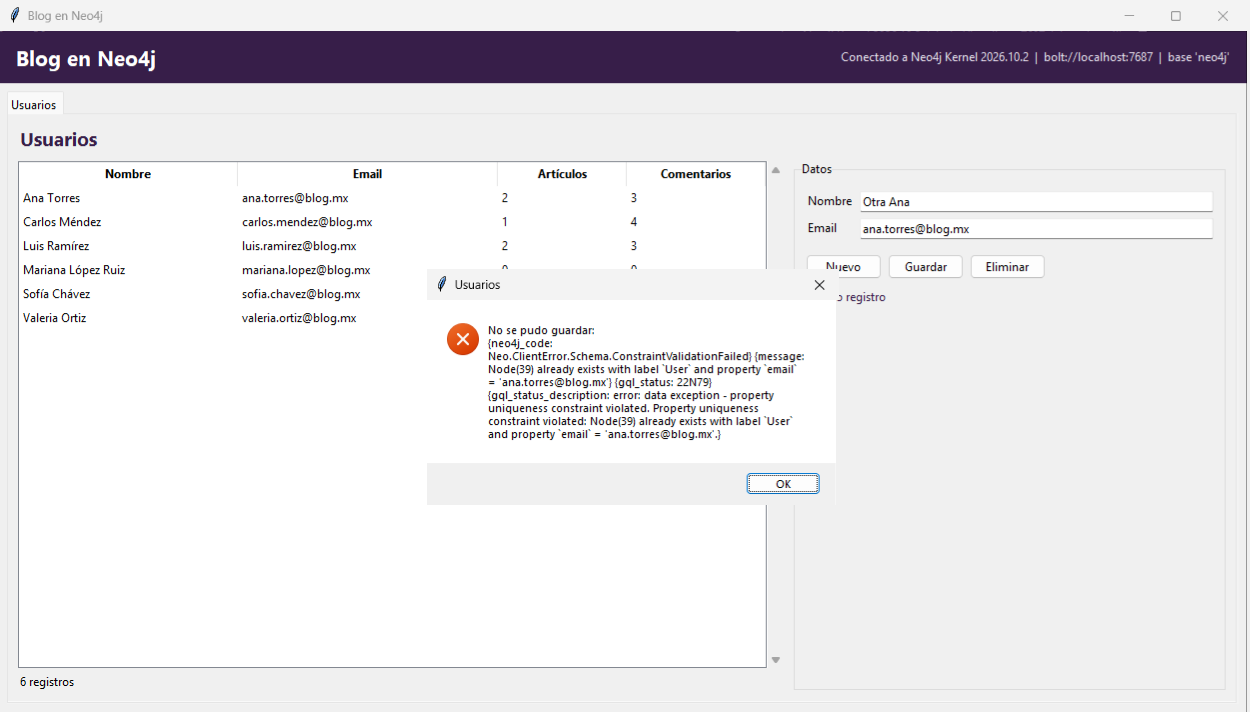 Blog en Neo4j
Blog en Neo4j
Conectado a Neo4j Kernel 2026.10.2 | bolt://localhost:7687 | base 'neo4j'
Usuarios
Usuarios
Nombre Email Artículos Comentarios
Ana Torres ana.torres@blog.mx 2 3
Carlos Méndez carlos.mendez@blog.mx 1 4
Luis Ramírez luis.ramirez@blog.mx 2 3
Mariana López Ruiz mariana.lopez@blog.mx
Sofía Chávez sofia.chavez@blog.mx
Valeria Ortiz valeria.ortiz@blog.mx
6 registros
Datos
Nombre Otra Ana
Email ana.torres@blog.mx
Nuevo Guardar Eliminar
registro
Usuarios
No se pudo guardar:
{neo4j_code:
Neo.ClientError.Schema.ConstraintValidationFailed} {message:
Node(39) already exists with label `User` and property `email`
= 'ana.torres@blog.mx'} {gql_status: 22N79}
{gql_status_description: error: data exception - property
uniqueness constraint violated. Property uniqueness
constraint violated: Node(39) already exists with label `User`
and property `email` = 'ana.torres@blog.mx'.}
OK